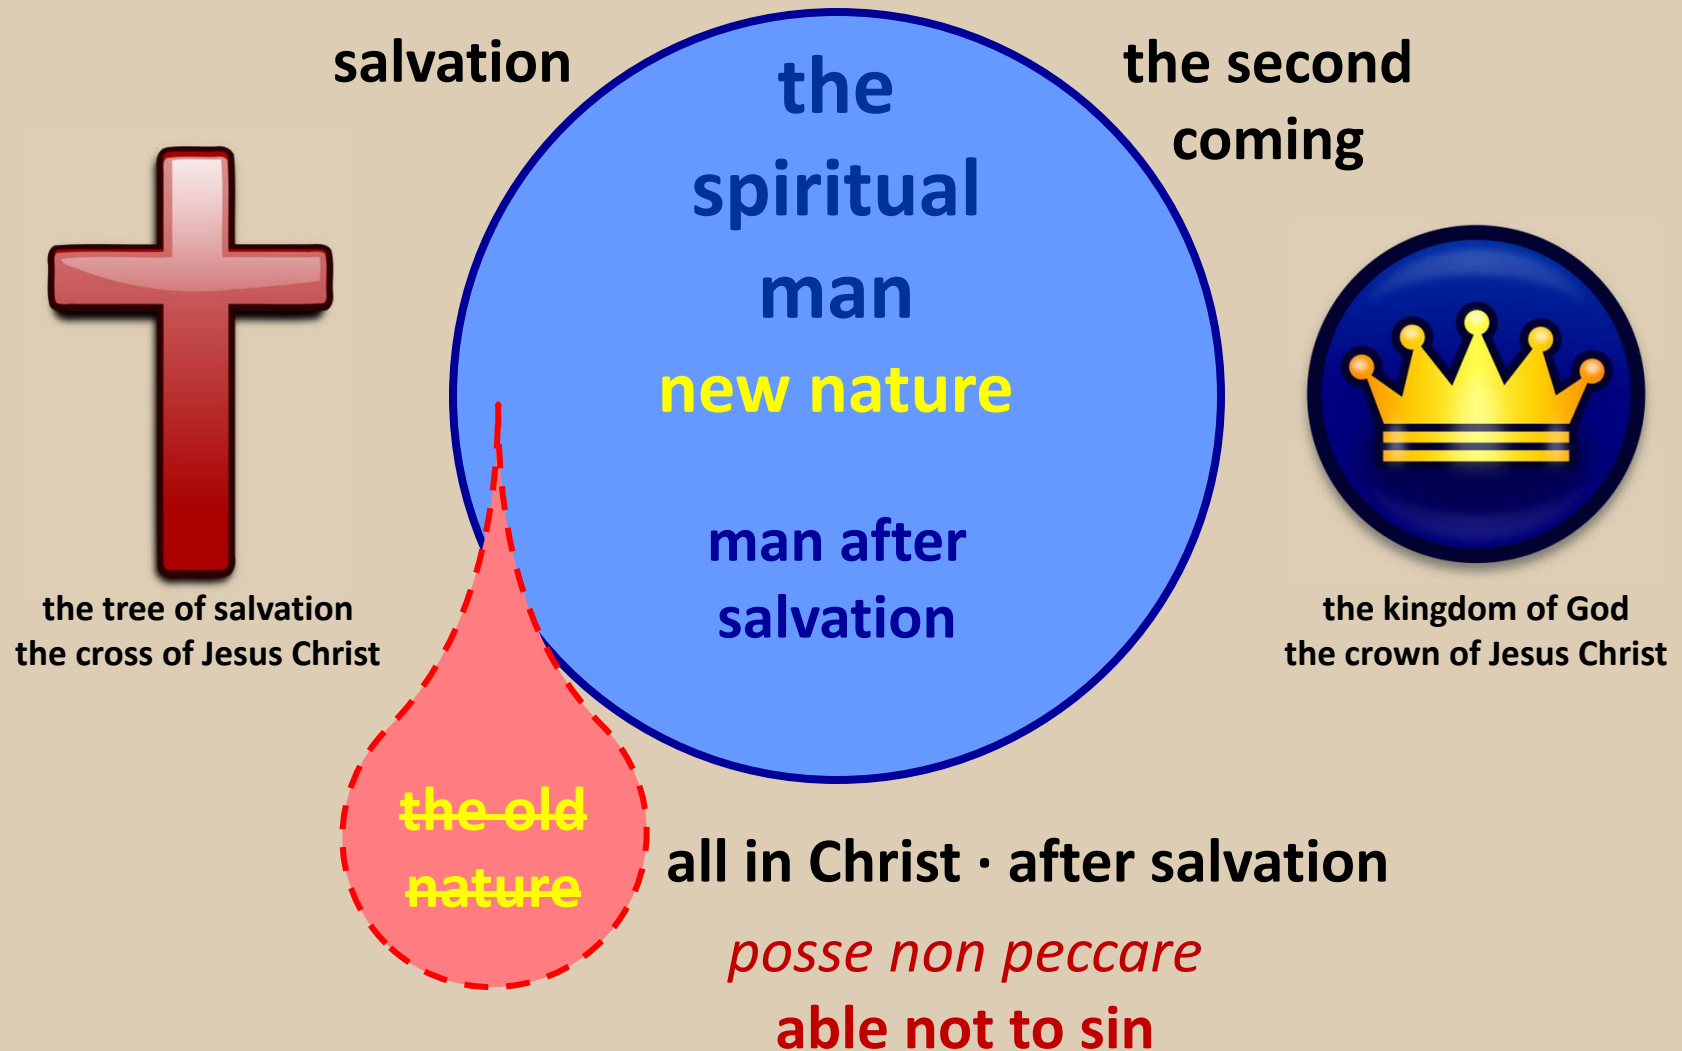 salvation
the second
coming
the
spiritual
man
new nature
man after
salvation
the tree of salvation
the cross of Jesus Christ
the kingdom of God
the crown of Jesus Christ
the old
nature
all in Christ · after salvation
posse non peccare
able not to sin